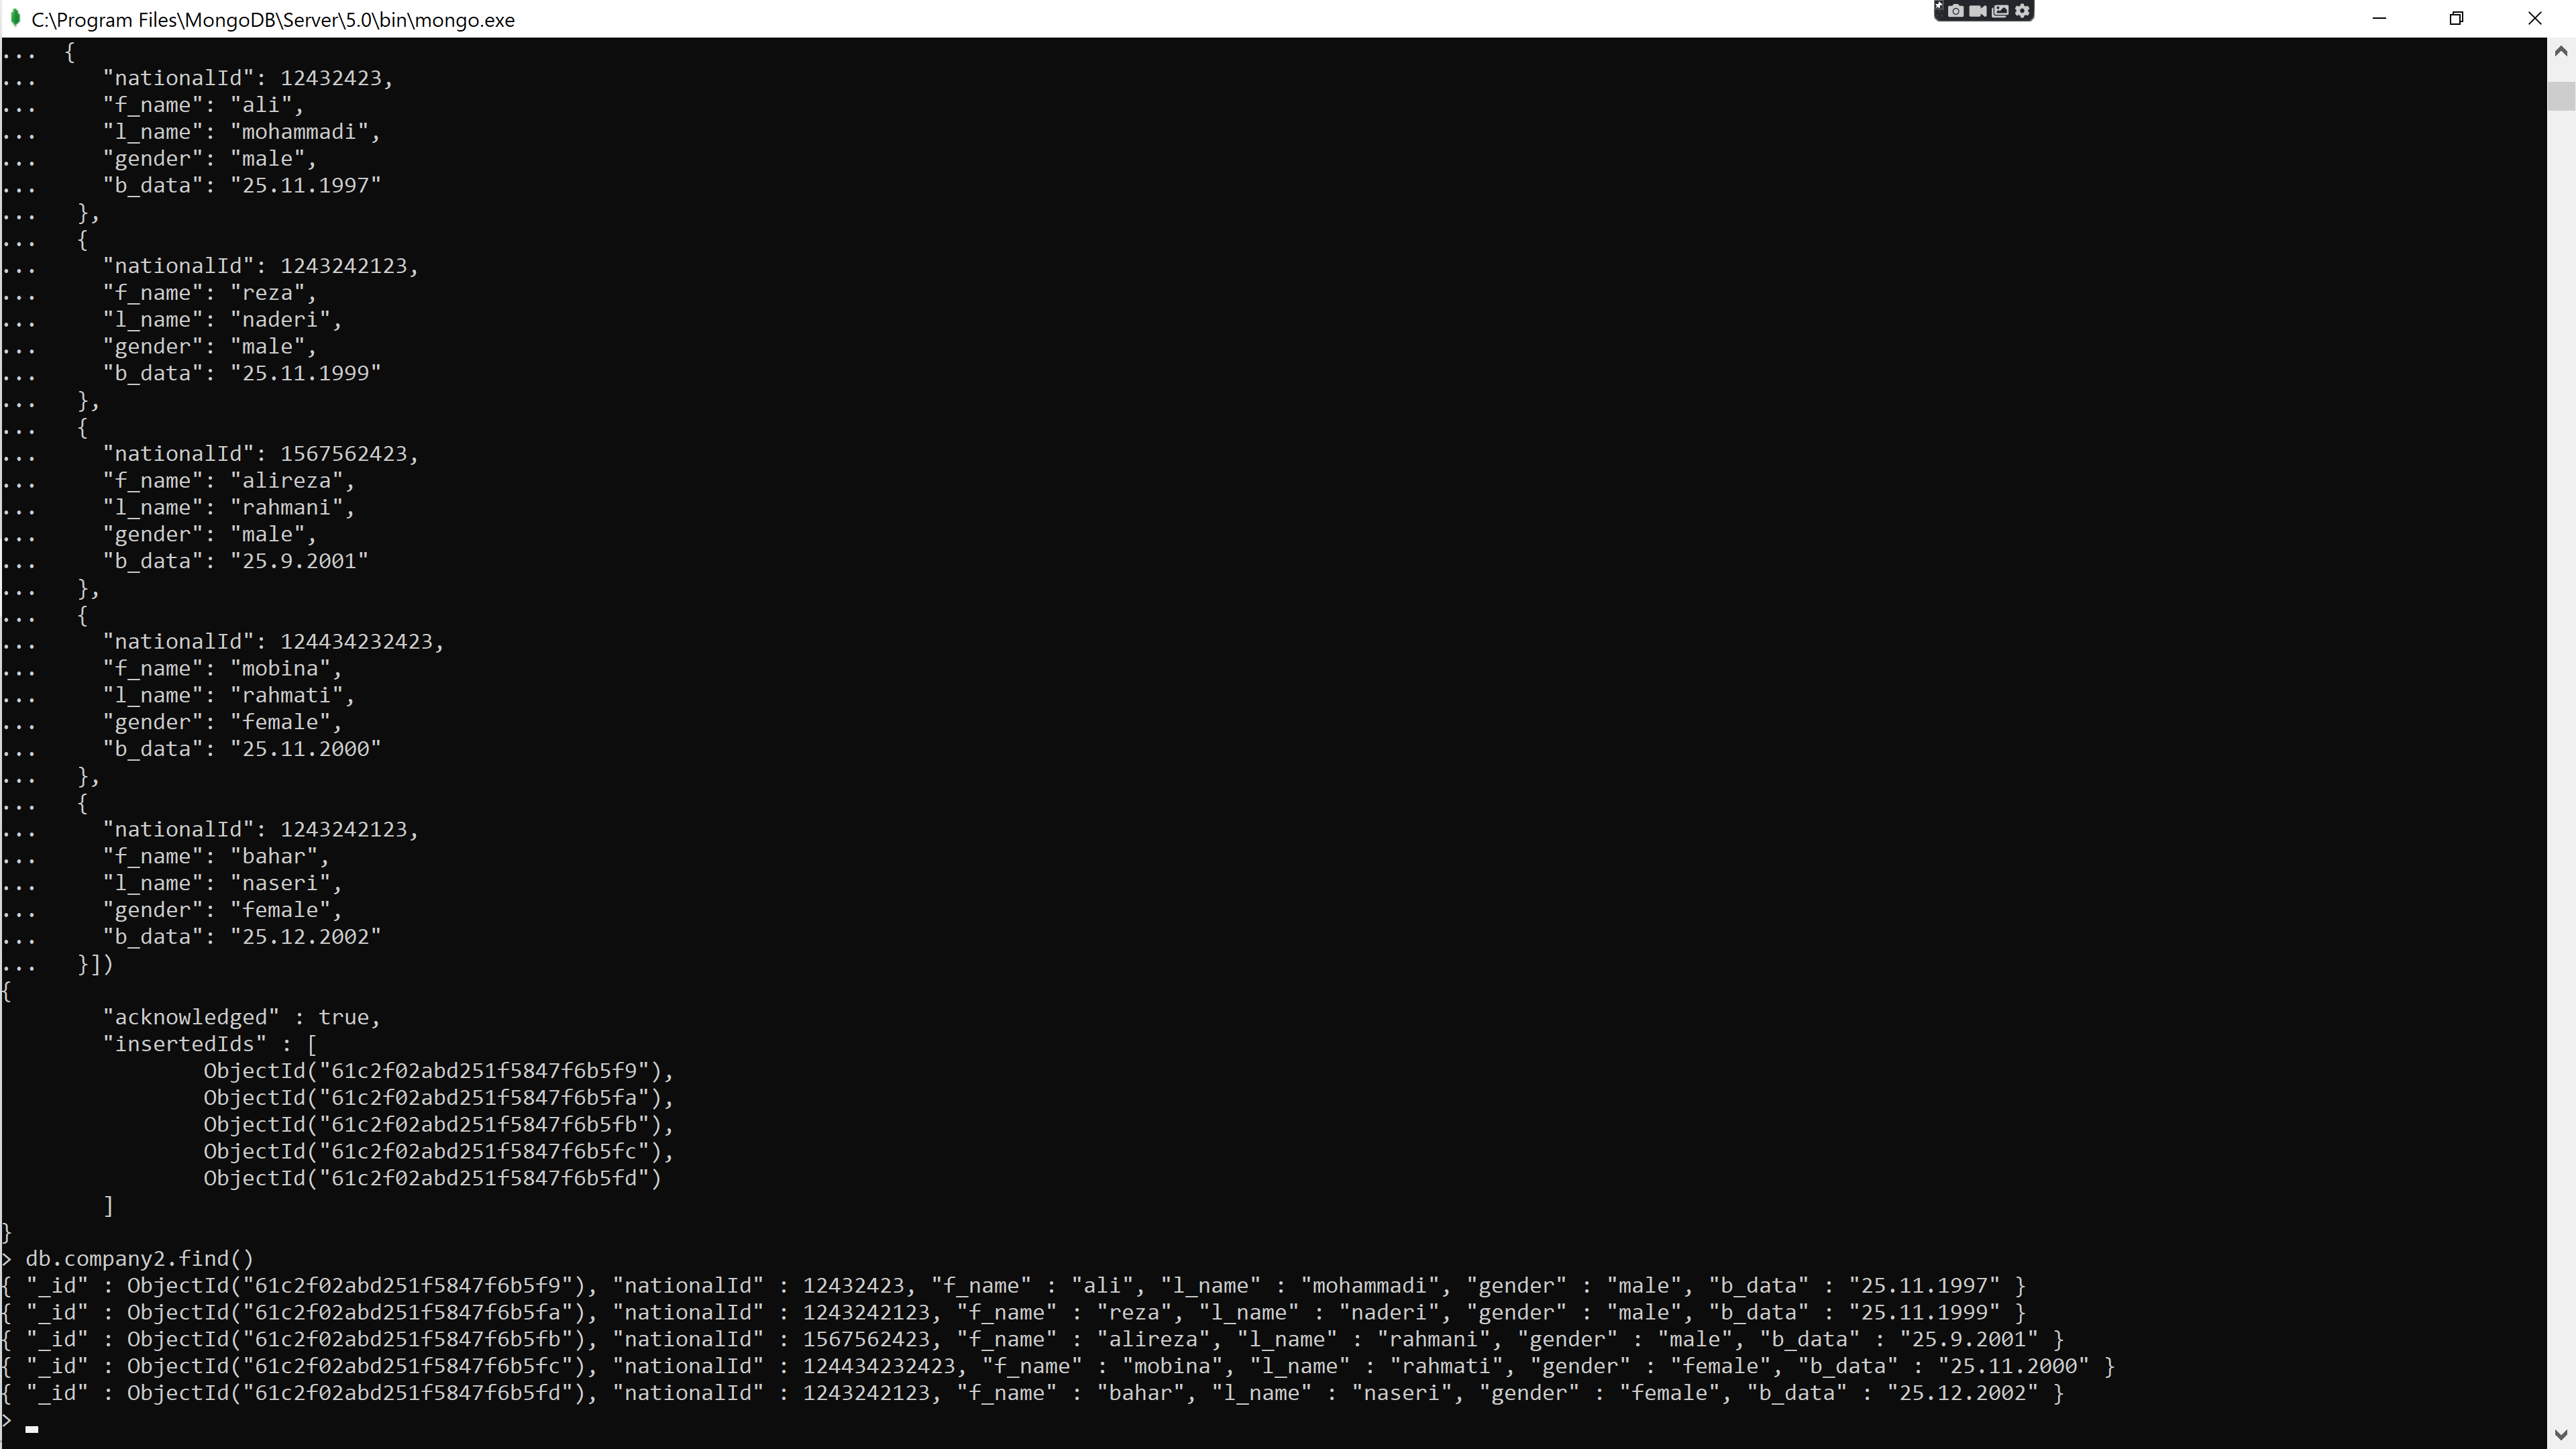 C:\Program Files\MongoDB\Server\5.0\bin\mongo.exe
...  {
...     "nationalId": 12432423,
...     "f_name": "ali",
...     "l_name": "mohammadi",
...     "gender": "male",
...     "b_data": "25.11.1997"
...   },
...   {
...     "nationalId": 1243242123,
...     "f_name": "reza",
...     "l_name": "naderi",
...     "gender": "male",
...     "b_data": "25.11.1999"
...   },
...   {
...     "nationalId": 1567562423,
...     "f_name": "alireza",
...     "l_name": "rahmani",
...     "gender": "male",
...     "b_data": "25.9.2001"
...   },
...   {
...     "nationalId": 124434232423,
...     "f_name": "mobina",
...     "l_name": "rahmati",
...     "gender": "female",
...     "b_data": "25.11.2000"
...   },
...   {
...     "nationalId": 1243242123,
...     "f_name": "bahar",
...     "l_name": "naseri",
...     "gender": "female",
...     "b_data": "25.12.2002"
...   }])
{
        "acknowledged" : true,
        "insertedIds" : [
                ObjectId("61c2f02abd251f5847f6b5f9"),
                ObjectId("61c2f02abd251f5847f6b5fa"),
                ObjectId("61c2f02abd251f5847f6b5fb"),
                ObjectId("61c2f02abd251f5847f6b5fc"),
                ObjectId("61c2f02abd251f5847f6b5fd")
        ]
}
> db.company2.find()
{ "_id" : ObjectId("61c2f02abd251f5847f6b5f9"), "nationalId" : 12432423, "f_name" : "ali", "l_name" : "mohammadi", "gender" : "male", "b_data" : "25.11.1997" }
{ "_id" : ObjectId("61c2f02abd251f5847f6b5fa"), "nationalId" : 1243242123, "f_name" : "reza", "l_name" : "naderi", "gender" : "male", "b_data" : "25.11.1999" }
{ "_id" : ObjectId("61c2f02abd251f5847f6b5fb"), "nationalId" : 1567562423, "f_name" : "alireza", "l_name" : "rahmani", "gender" : "male", "b_data" : "25.9.2001" }
{ "_id" : ObjectId("61c2f02abd251f5847f6b5fc"), "nationalId" : 124434232423, "f_name" : "mobina", "l_name" : "rahmati", "gender" : "female", "b_data" : "25.11.2000" }
{ "_id" : ObjectId("61c2f02abd251f5847f6b5fd"), "nationalId" : 1243242123, "f_name" : "bahar", "l_name" : "naseri", "gender" : "female", "b_data" : "25.12.2002" }
>